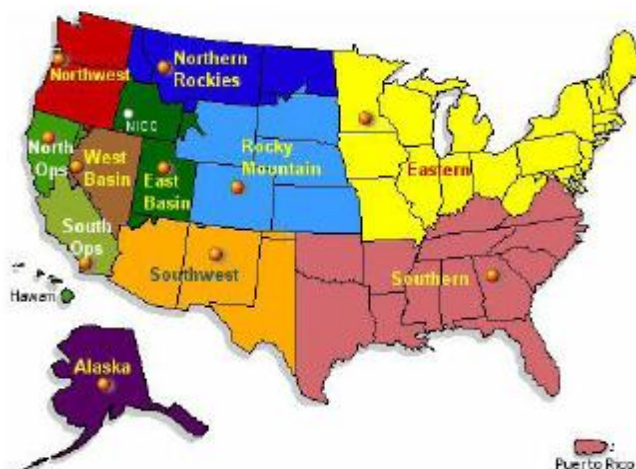 Northern
Rockies
Northwest
NICC
North
Ops
West
Basin
East
Basin
Rocky
Mountain
Eastern
South
Ops
Southwest
Southern
Hawaii
Alaska
Puerto Rico